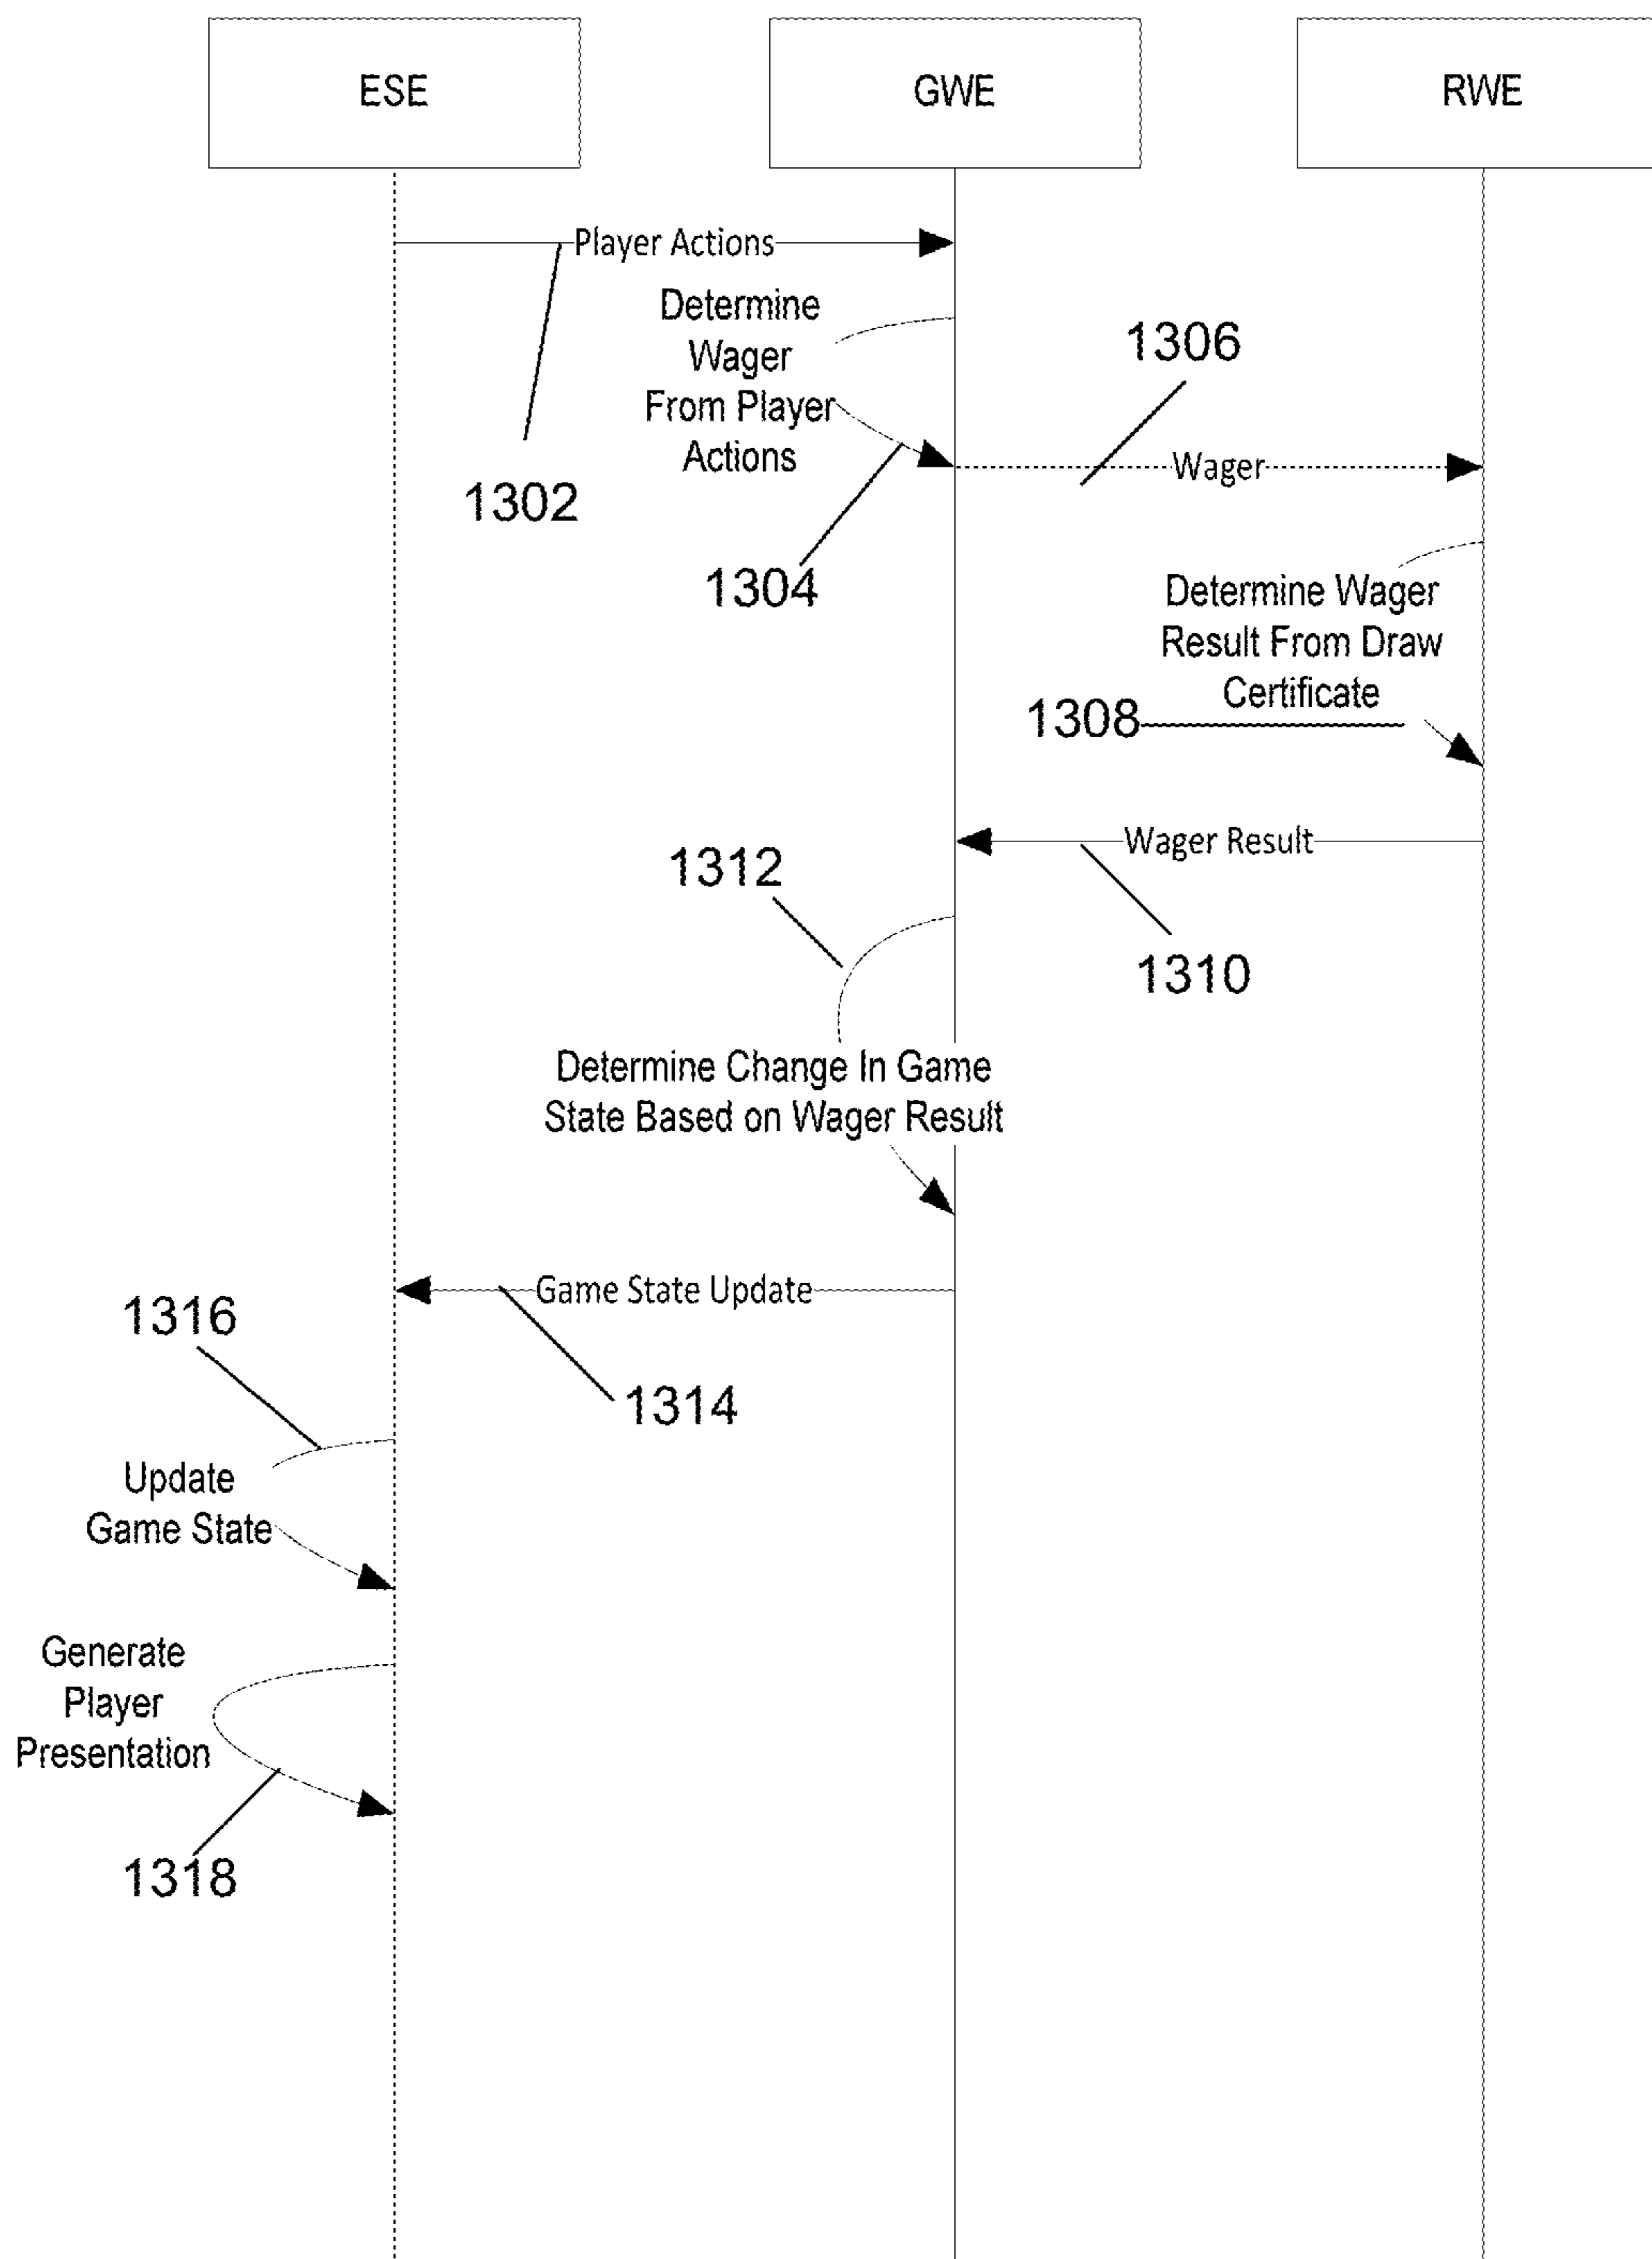 ESE
GWE
RWE
Player Actions
1302
Determine
Wager
From Player
Actions
1304
1306
Wager
Determine Wager
Result From Draw
Certificate
1308
Wager Result
1310
1312
Determine Change In Game
State Based on Wager Result
Game State Update
1314
1316
Update
Game State
Generate
Player
Presentation
1318